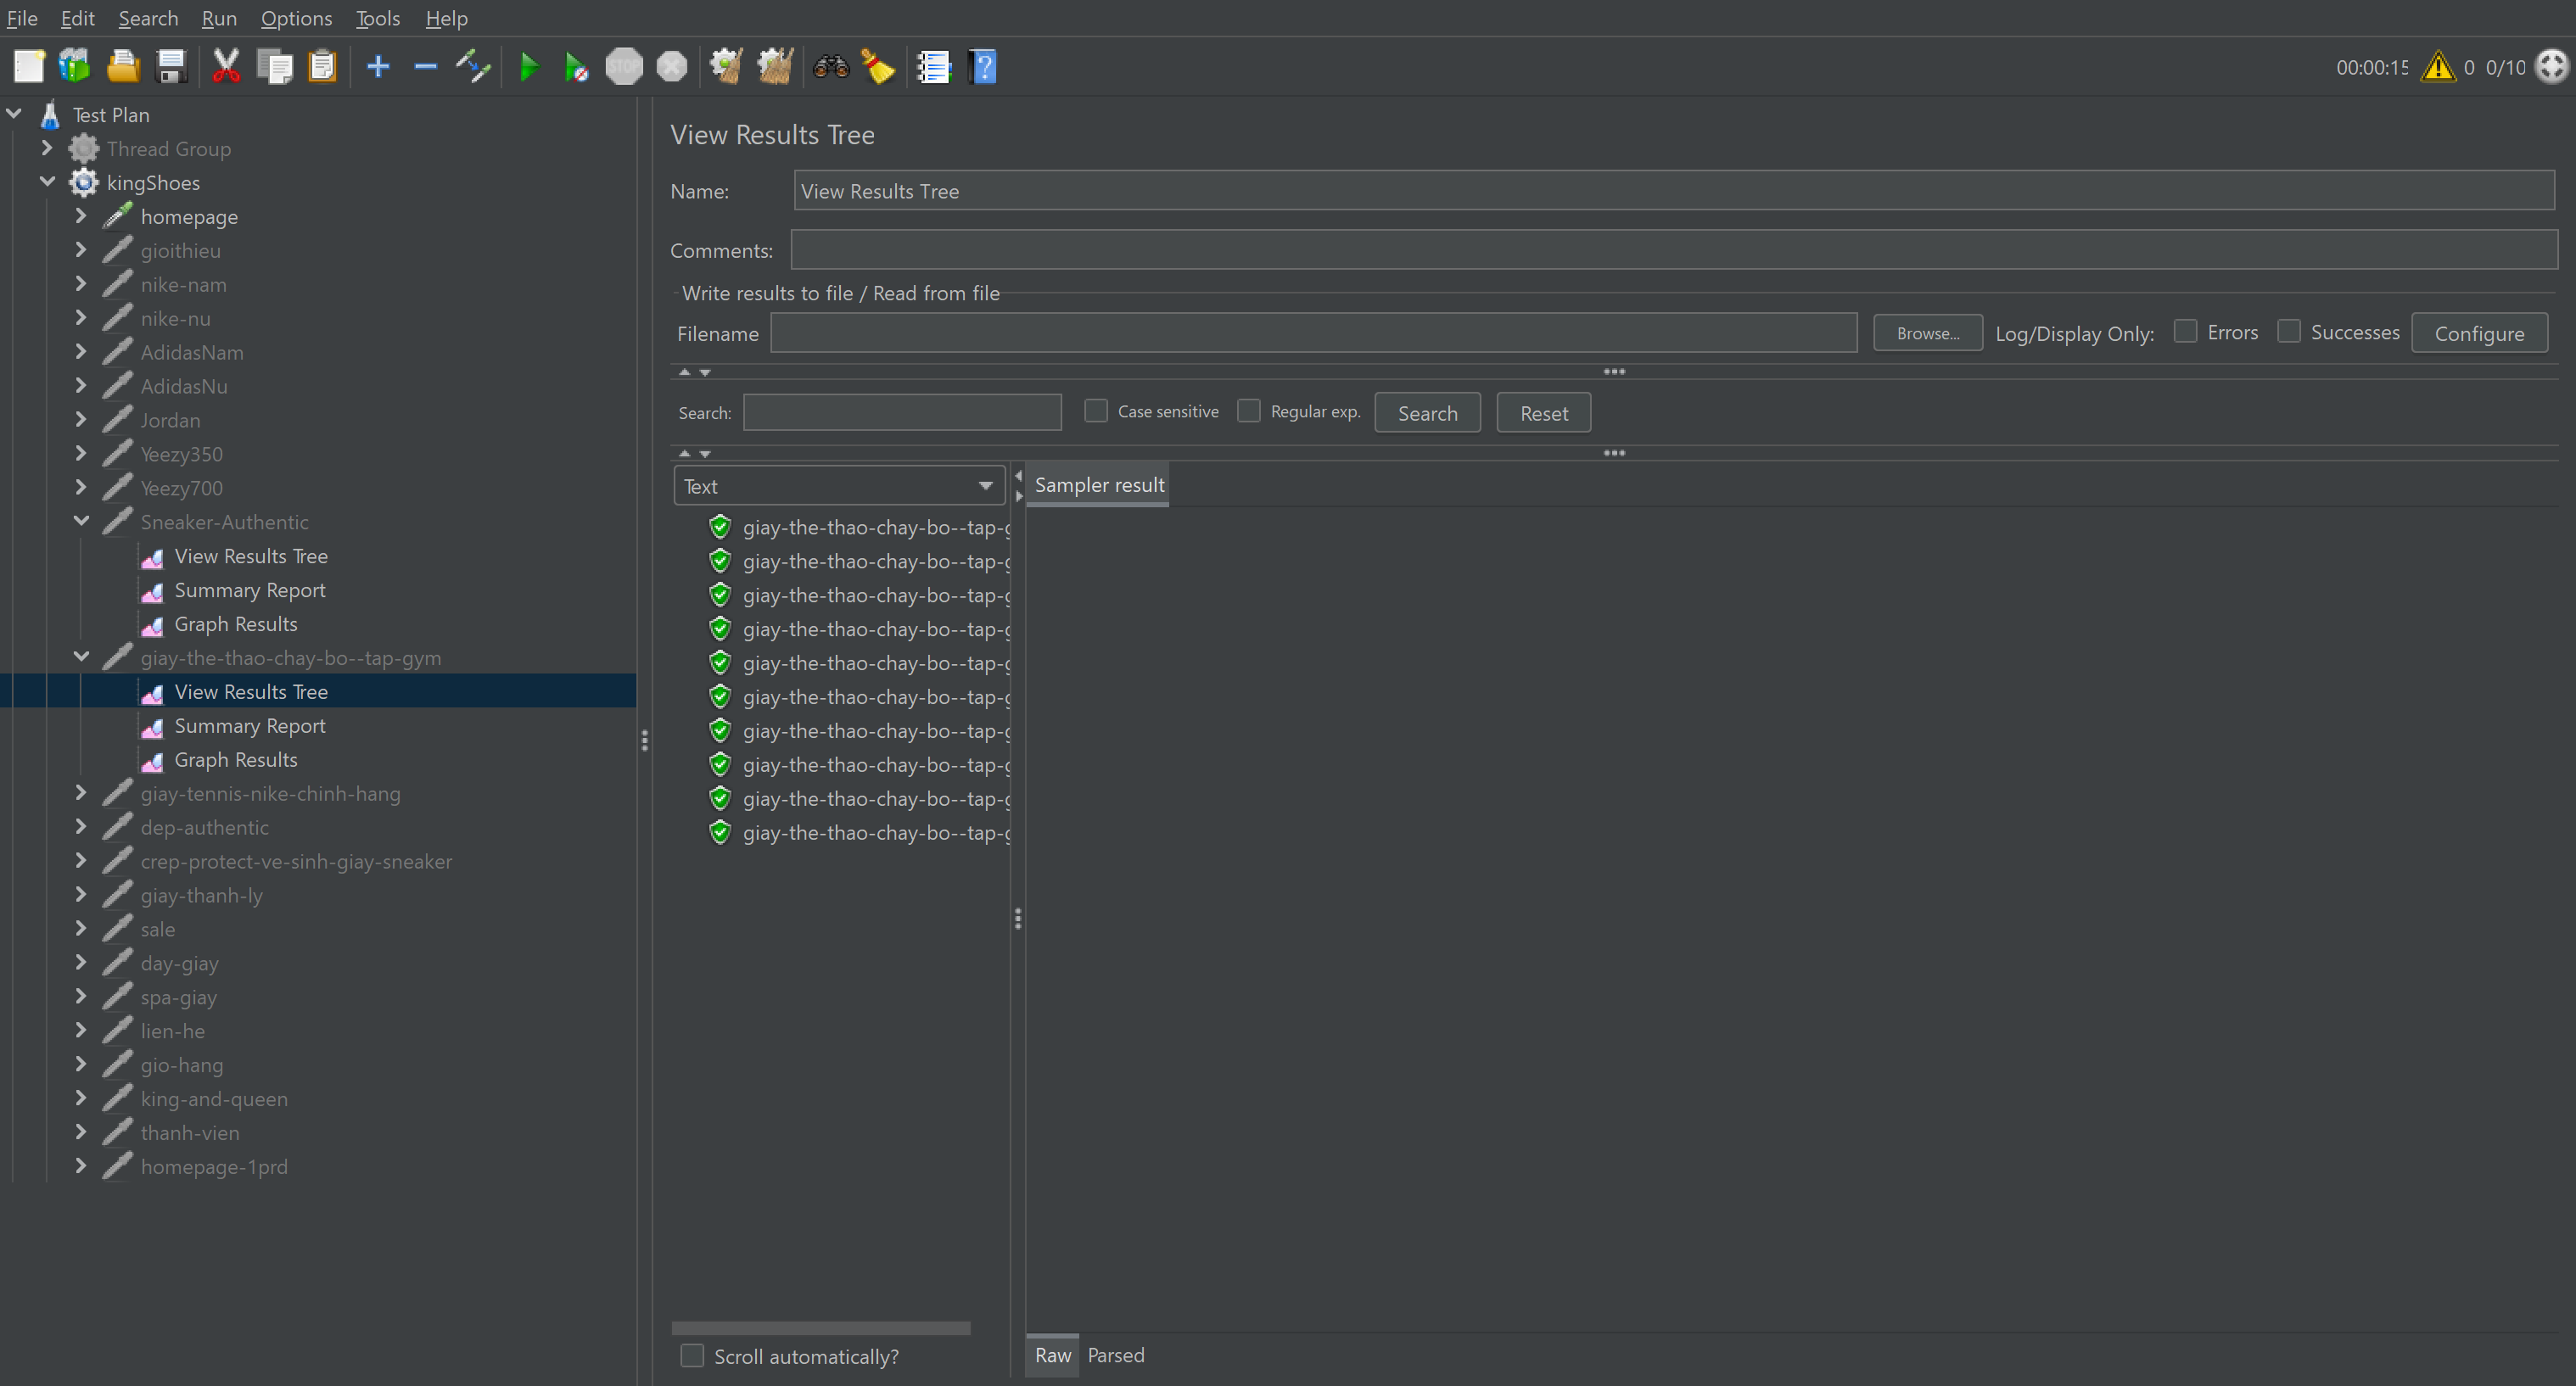 File Edit Search Run Options Tools Help
STOP
00:00:15 0 0/10
Test Plan
Thread Group
kingShoes
homepage
gioithieu
nike-nam
nike-nu
AdidasNam
AdidasNu
Jordan
Yeezy350
Yeezy700
Sneaker-Authentic
View Results Tree
Summary Report
Graph Results
giay-the-thao-chay-bo--tap-gym
View Results Tree
Summary Report
Graph Results
giay-tennis-nike-chinh-hang
dep-authentic
crep-protect-ve-sinh-giay-sneaker
giay-thanh-ly
sale
day-giay
spa-giay
lien-he
gio-hang
king-and-queen
thanh-vien
homepage-1prd
View Results Tree
Name: View Results Tree
Comments:
Write results to file / Read from file
Filename Browse... Log/Display Only: Errors Successes Configure
Search: Case sensitive Regular exp. Search Reset
Text
Sampler result
giay-the-thao-chay-bo--tap-g
giay-the-thao-chay-bo--tap-g
giay-the-thao-chay-bo--tap-g
giay-the-thao-chay-bo--tap-g
giay-the-thao-chay-bo--tap-g
giay-the-thao-chay-bo--tap-g
giay-the-thao-chay-bo--tap-g
giay-the-thao-chay-bo--tap-g
giay-the-thao-chay-bo--tap-g
giay-the-thao-chay-bo--tap-g
Scroll automatically?
Raw Parsed